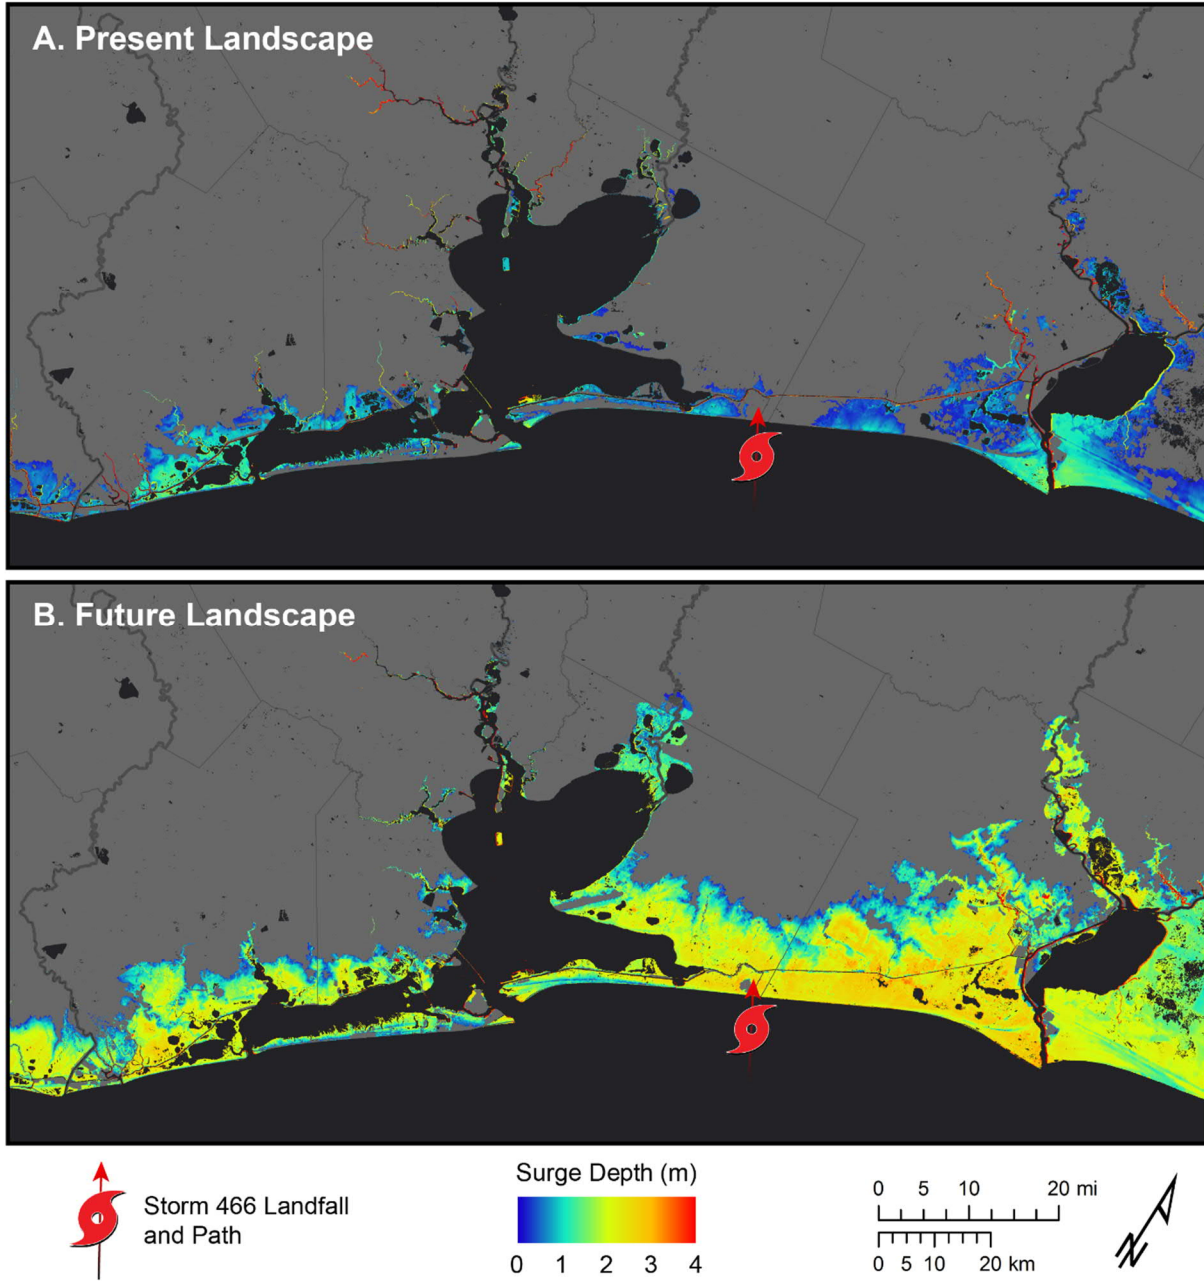 A. Present Landscape
B. Future Landscape
Storm 466 Landfall
and Path
Surge Depth (m)
0 1 2 3 4
0 5 10 20 mi
0 5 10 20 km
N